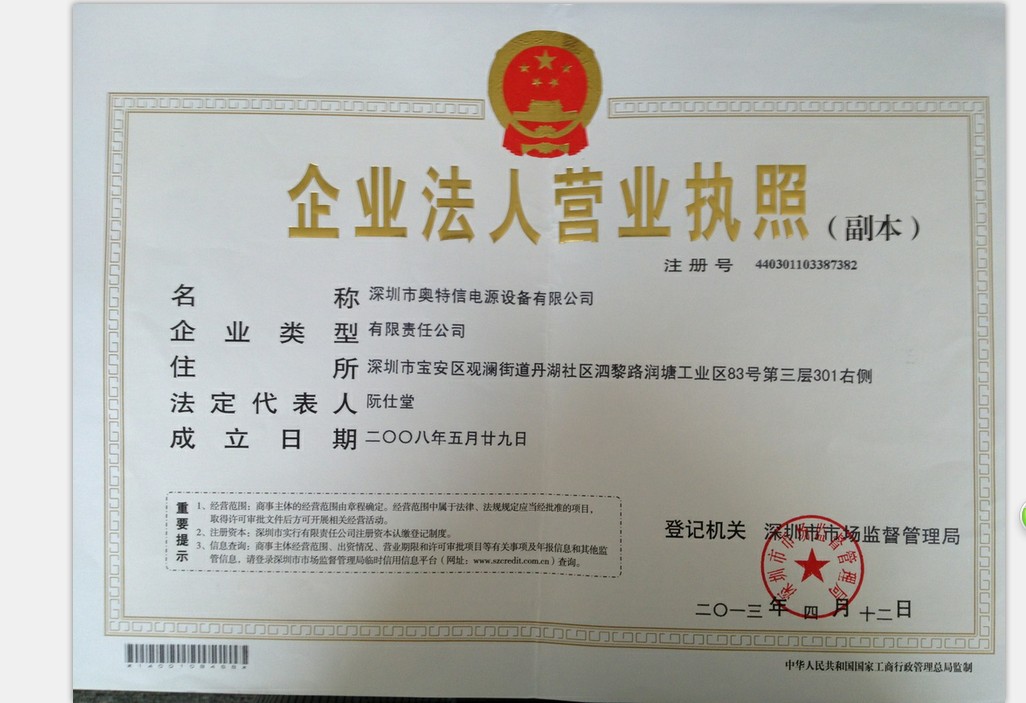 企业法人营业执照（副本）
注册号 440301103387382
名称 深圳市奥特信电源设备有限公司
企业类型 有限责任公司
住所 深圳市宝安区观澜街道丹湖社区泗黎路润塘工业区83号第三层301右侧
法定代表人 阮仕堂
成立日期 二〇〇八年五月廿九日
重要提示
1、经营范围：商事主体的经营范围由章程确定。经营范围中属于法律、法规规定应当经批准的项目，
取得许可审批文件后方可开展相关经营活动。
2、注册资本：深圳市实行有限责任公司注册资本认缴登记制度。
3、信息查询：商事主体经营范围、出资情况、营业期限和许可审批项目等有关事项及年报信息和其他监
管信息，请登录深圳市市场监督管理局临时信用信息平台（网址：www.szcredit.com.cn）查询。
登记机关 深圳市市场监督管理局
深圳市市场监督管理局
二〇一三年四月十二日
中华人民共和国国家工商行政管理总局监制